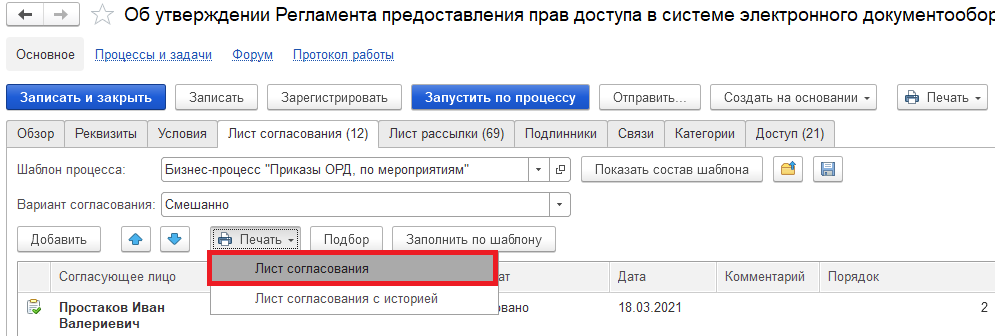 Об утверждении Регламента предоставления прав доступа в системе электронного документообор
Основное Процессы и задачи Форум Протокол работы
Записать и закрыть Записать Зарегистрировать Запустить по процессу Отправить... Создать на основании Печать
Обзор Реквизиты Условия Лист согласования (12) Лист рассылки (69) Подлинники Связи Категории Доступ (21)
Шаблон процесса: Бизнес-процесс "Приказы ОРД, по мероприятиям" Показать состав шаблона
Вариант согласования: Смешанно
Добавить Печать Подбор Заполнить по шаблону
Лист согласования
Лист согласования с историей
Согласующее лицо ат Дата Комментарий Порядок
Простаков Иван овано 18.03.2021 2
Валериевич